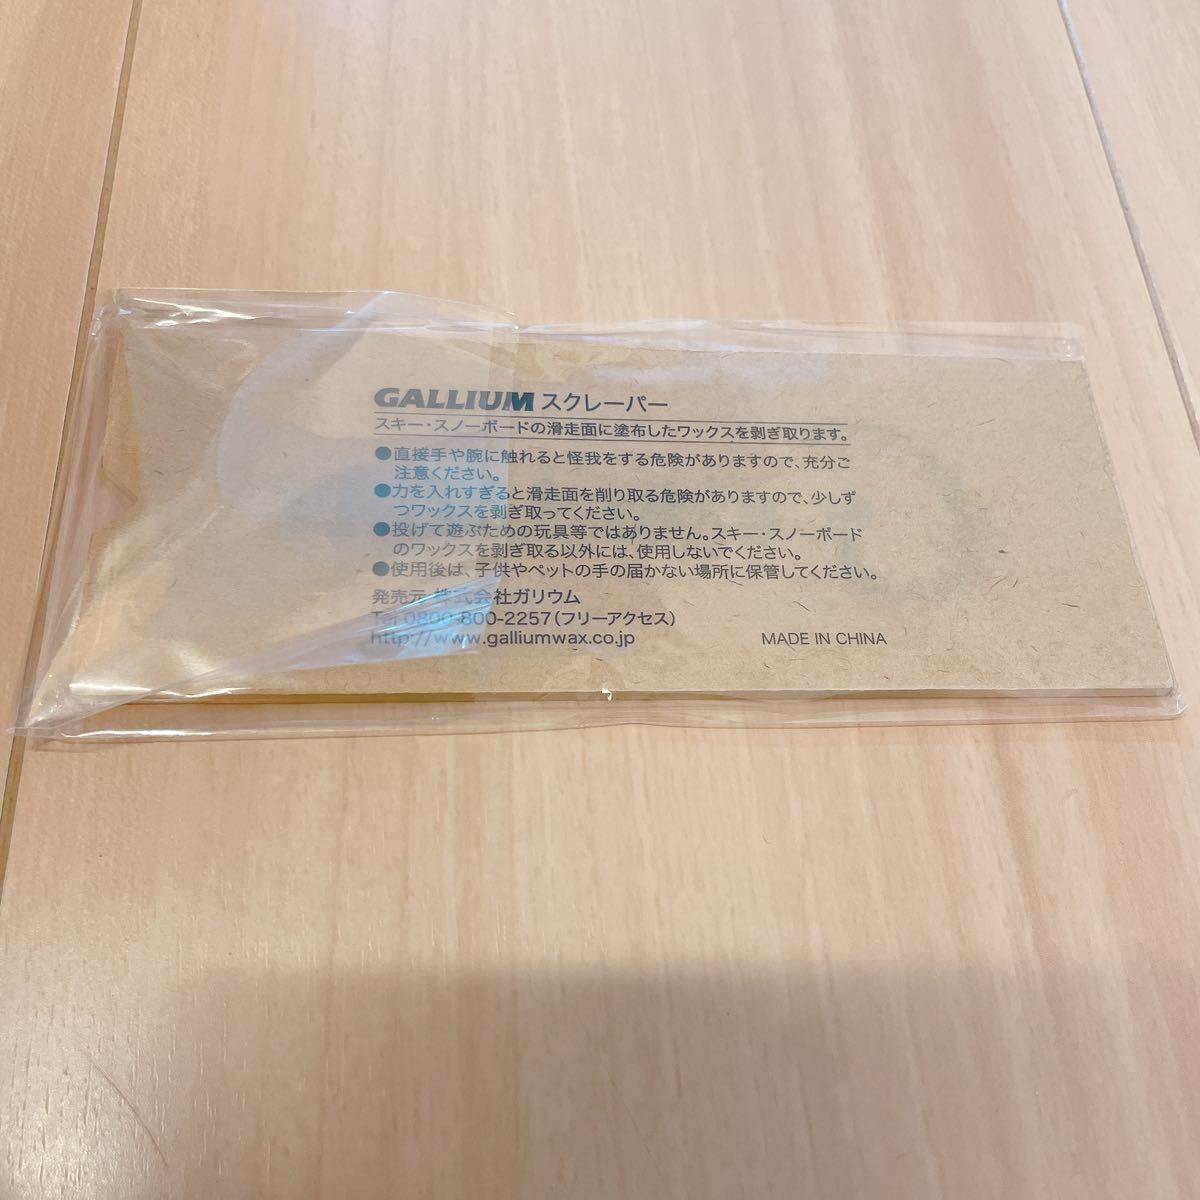 GALLIUM スクレーパー
スキー・スノーボードの滑走面に塗布したワックスを剥ぎ取ります。
●直接手や腕に触れると怪我をする危険がありますので、充分ご
注意ください。
●力を入れすぎると滑走面を削り取る危険がありますので、少しず
つワックスを剥ぎ取ってください。
●投げて遊ぶための玩具等ではありません。スキー・スノーボード
のワックスを剥ぎ取る以外には、使用しないでください。
●使用後は、子供やペットの手の届かない場所に保管してください。
発売元 株式会社ガリウム
Tel 0800-800-2257(フリーアクセス)
http://www.galliumwax.co.jp
MADE IN CHINA